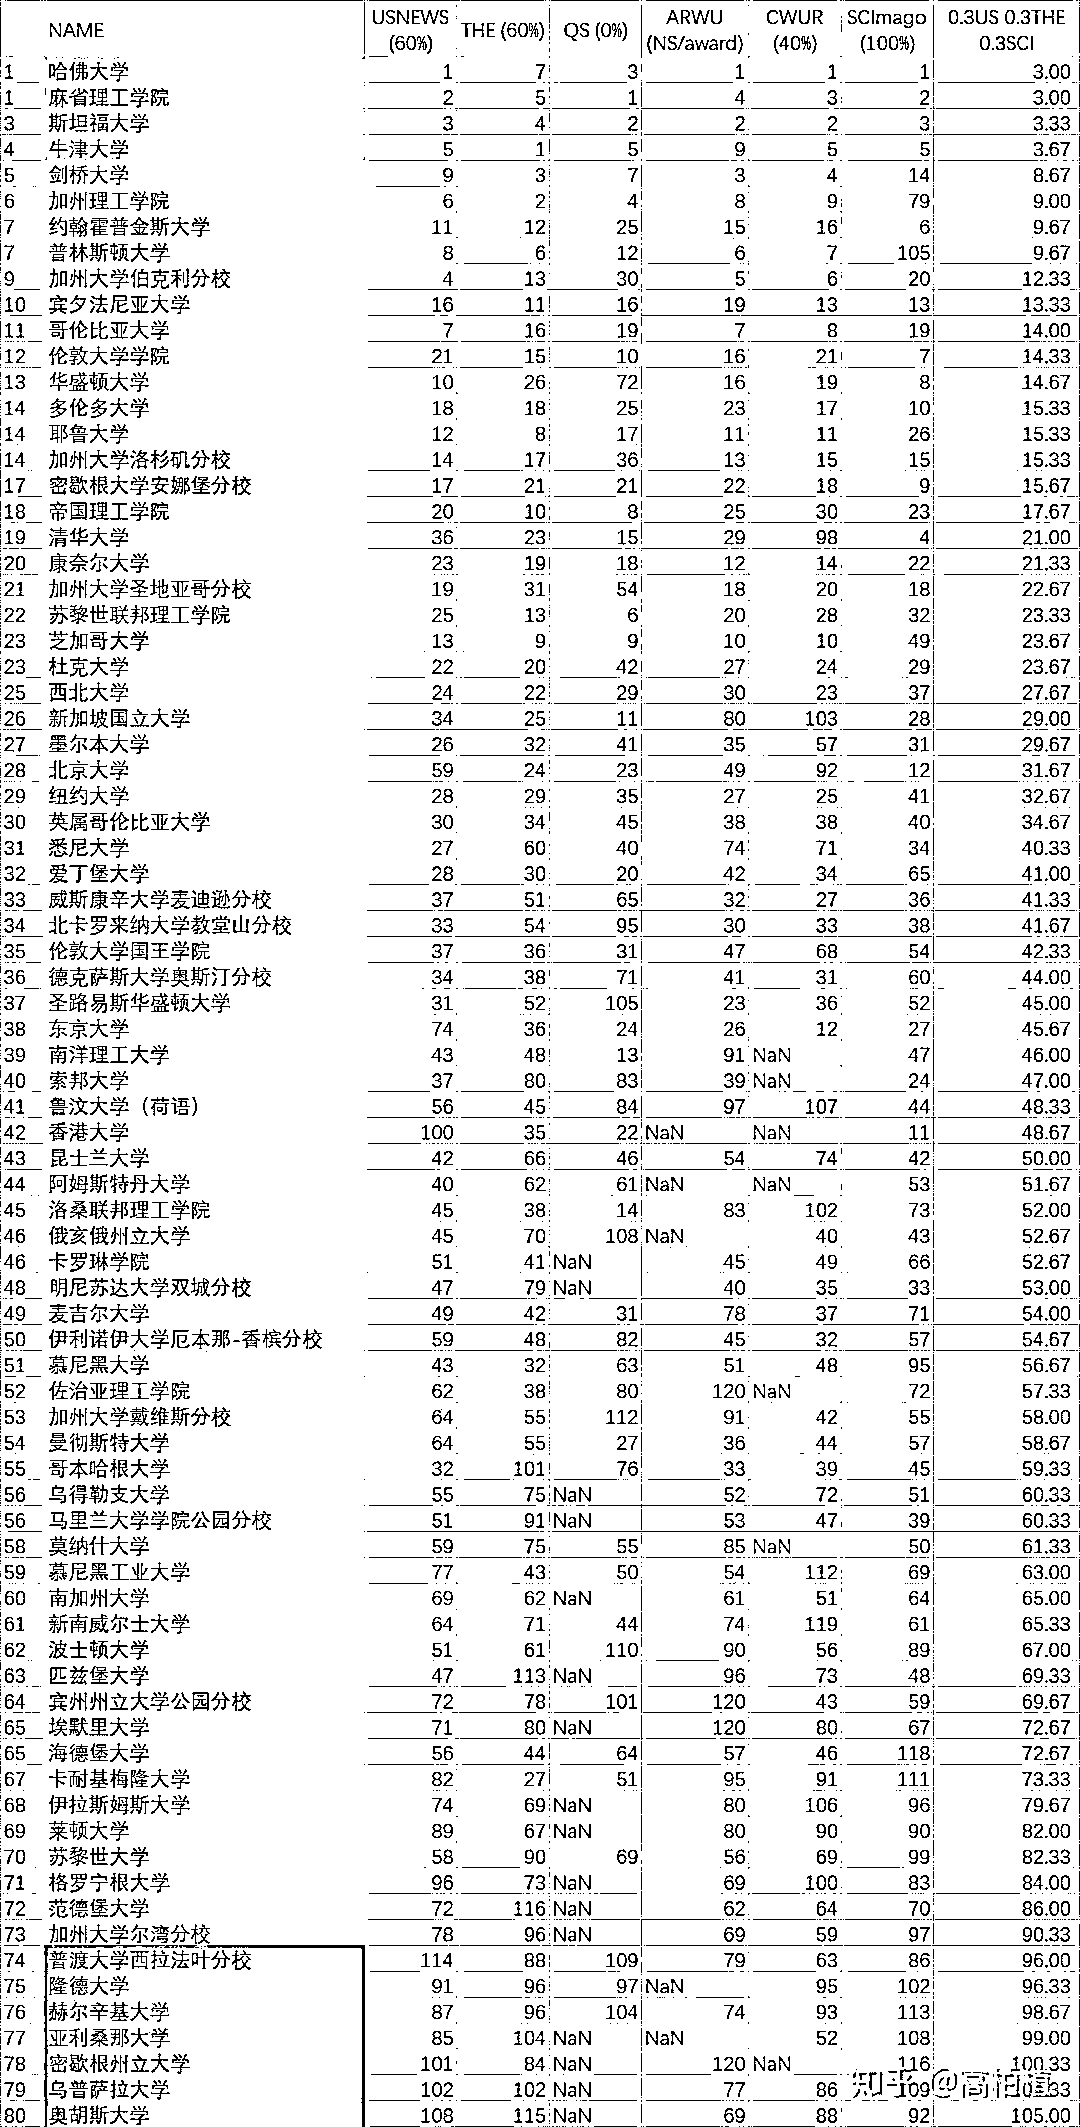 NAME USNEWS (60%) THE (60%) QS (0%) ARWU (NS/award) CWUR (40%) SCImago (100%) 0.3US 0.3THE 0.3SCI
1 哈佛大学 1 7 3 1 1 1 3.00
1 麻省理工学院 2 5 1 4 3 2 3.00
3 斯坦福大学 3 4 2 2 2 3 3.33
4 牛津大学 5 1 5 9 5 5 3.67
5 剑桥大学 9 3 7 3 4 14 8.67
6 加州理工学院 6 2 4 8 9 79 9.00
7 约翰霍普金斯大学 11 12 25 15 16 6 9.67
7 普林斯顿大学 8 6 12 6 7 105 9.67
9 加州大学伯克利分校 4 13 30 5 6 20 12.33
10 宾夕法尼亚大学 16 11 16 19 13 13 13.33
11 哥伦比亚大学 7 16 19 7 8 19 14.00
12 伦敦大学学院 21 15 10 16 21 7 14.33
13 华盛顿大学 10 26 72 16 19 8 14.67
14 多伦多大学 18 18 25 23 17 10 15.33
14 耶鲁大学 12 8 17 11 11 26 15.33
14 加州大学洛杉矶分校 14 17 36 13 15 15 15.33
17 密歇根大学安娜堡分校 17 21 21 22 18 9 15.67
18 帝国理工学院 20 10 8 25 30 23 17.67
19 清华大学 36 23 15 29 98 4 21.00
20 康奈尔大学 23 19 18 12 14 22 21.33
21 加州大学圣地亚哥分校 19 31 54 18 20 18 22.67
22 苏黎世联邦理工学院 25 13 6 20 28 32 23.33
23 芝加哥大学 13 9 9 10 10 49 23.67
23 杜克大学 22 20 42 27 24 29 23.67
25 西北大学 24 22 29 30 23 37 27.67
26 新加坡国立大学 34 25 11 80 103 28 29.00
27 墨尔本大学 26 32 41 35 57 31 29.67
28 北京大学 59 24 23 49 92 12 31.67
29 纽约大学 28 29 35 27 25 41 32.67
30 英属哥伦比亚大学 30 34 45 38 38 40 34.67
31 悉尼大学 27 60 40 74 71 34 40.33
32 爱丁堡大学 28 30 20 42 34 65 41.00
33 威斯康辛大学麦迪逊分校 37 51 65 32 27 36 41.33
34 北卡罗来纳大学教堂山分校 33 54 95 30 33 38 41.67
35 伦敦大学国王学院 37 36 31 47 68 54 42.33
36 德克萨斯大学奥斯汀分校 34 38 71 41 31 60 44.00
37 圣路易斯华盛顿大学 31 52 105 23 36 52 45.00
38 东京大学 74 36 24 26 12 27 45.67
39 南洋理工大学 43 48 13 91 NaN 47 46.00
40 索邦大学 37 80 83 39 NaN 24 47.00
41 鲁汶大学（荷语） 56 45 84 97 107 44 48.33
42 香港大学 100 35 22 NaN NaN 11 48.67
43 昆士兰大学 42 66 46 54 74 42 50.00
44 阿姆斯特丹大学 40 62 61 NaN NaN 53 51.67
45 洛桑联邦理工学院 45 38 14 83 102 73 52.00
46 俄亥俄州立大学 45 70 108 NaN 40 43 52.67
46 卡罗琳学院 51 41 NaN 45 49 66 52.67
48 明尼苏达大学双城分校 47 79 NaN 40 35 33 53.00
49 麦吉尔大学 49 42 31 78 37 71 54.00
50 伊利诺伊大学厄本那-香槟分校 59 48 82 45 32 57 54.67
51 慕尼黑大学 43 32 63 51 48 95 56.67
52 佐治亚理工学院 62 38 80 120 NaN 72 57.33
53 加州大学戴维斯分校 64 55 112 91 42 55 58.00
54 曼彻斯特大学 64 55 27 36 44 57 58.67
55 哥本哈根大学 32 101 76 33 39 45 59.33
56 乌得勒支大学 55 75 NaN 52 72 51 60.33
56 马里兰大学学院公园分校 51 91 NaN 53 47 39 60.33
58 莫纳什大学 59 75 55 85 NaN 50 61.33
59 慕尼黑工业大学 77 43 50 54 112 69 63.00
60 南加州大学 69 62 NaN 61 51 64 65.00
61 新南威尔士大学 64 71 44 74 119 61 65.33
62 波士顿大学 51 61 110 90 56 89 67.00
63 匹兹堡大学 47 113 NaN 96 73 48 69.33
64 宾州州立大学公园分校 72 78 101 120 43 59 69.67
65 埃默里大学 71 80 NaN 120 80 67 72.67
65 海德堡大学 56 44 64 57 46 118 72.67
67 卡耐基梅隆大学 82 27 51 95 91 111 73.33
68 伊拉斯姆斯大学 74 69 NaN 80 106 96 79.67
69 莱顿大学 89 67 NaN 80 90 90 82.00
70 苏黎世大学 58 90 69 56 69 99 82.33
71 格罗宁根大学 96 73 NaN 69 100 83 84.00
72 范德堡大学 72 116 NaN 62 64 70 86.00
73 加州大学尔湾分校 78 96 NaN 69 59 97 90.33
74 普渡大学西拉法叶分校 114 88 109 79 63 86 96.00
75 隆德大学 91 96 97 NaN 95 102 96.33
76 赫尔辛基大学 87 96 104 74 93 113 98.67
77 亚利桑那大学 85 104 NaN NaN 52 108 99.00
78 密歇根州立大学 101 84 NaN 120 NaN 116 100.33
79 乌普萨拉大学 102 102 NaN 77 86 109
知乎
80 奥胡斯大学 108 115 NaN 69 88 92 105.00